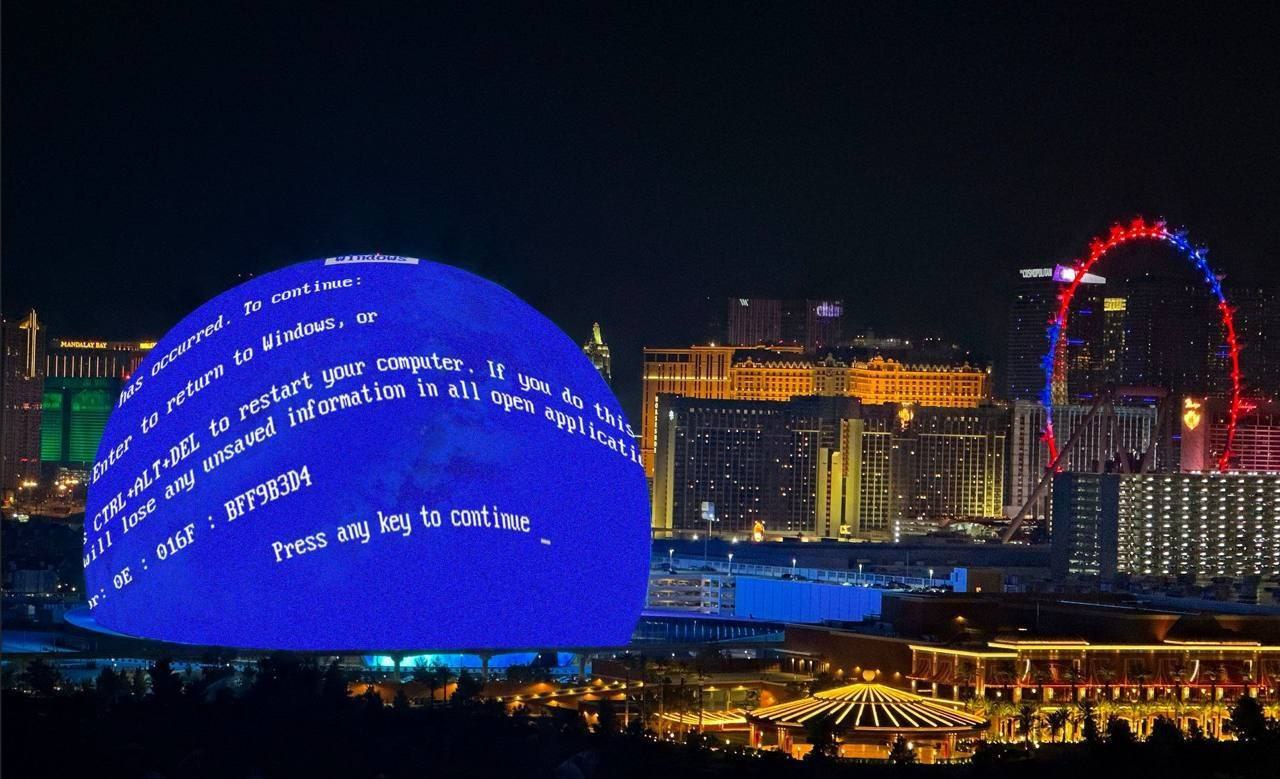 Windows
has occurred. To continue:
Enter to return to Windows, or
CTRL+ALT+DEL to restart your computer. If you do this
will lose any unsaved information in all open applicati
: 0E : 016F : BFF9B3D4
Press any key to continue _
MANDALAY BAY
COSMOPOLITAN